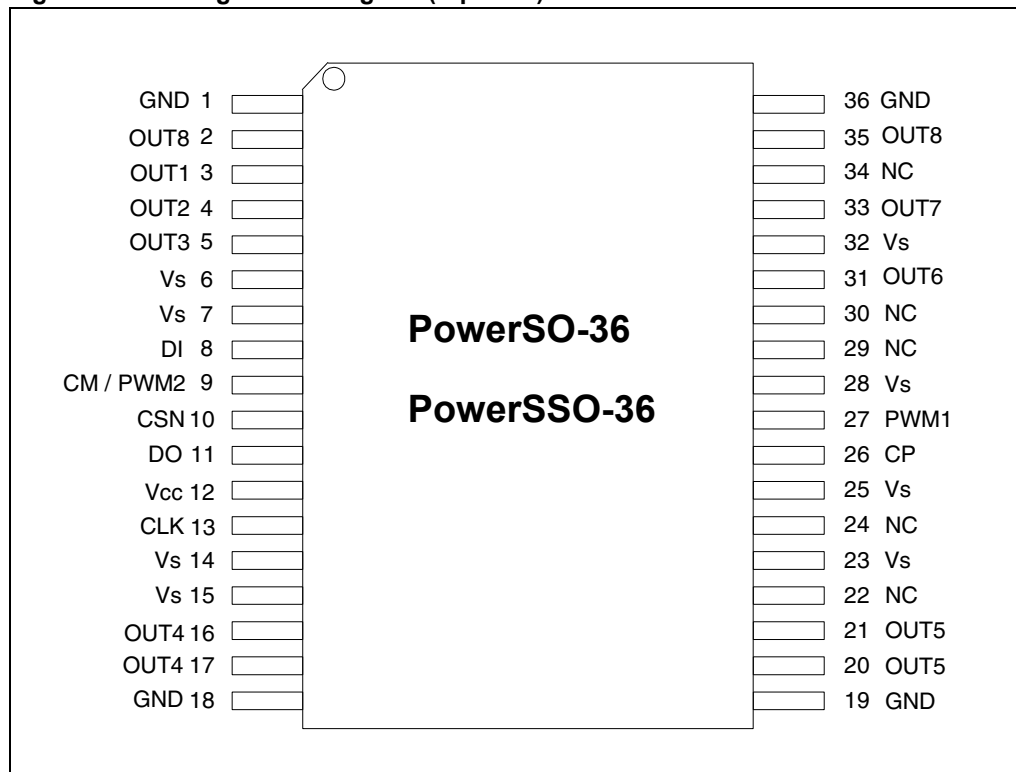 GND 1
OUT8 2
OUT1 3
OUT2 4
OUT3 5
Vs 6
Vs 7
DI 8
CM / PWM2 9
CSN 10
DO 11
Vcc 12
CLK 13
Vs 14
Vs 15
OUT4 16
OUT4 17
GND 18
PowerSO-36
PowerSSO-36
36 GND
35 OUT8
34 NC
33 OUT7
32 Vs
31 OUT6
30 NC
29 NC
28 Vs
27 PWM1
26 CP
25 Vs
24 NC
23 Vs
22 NC
21 OUT5
20 OUT5
19 GND